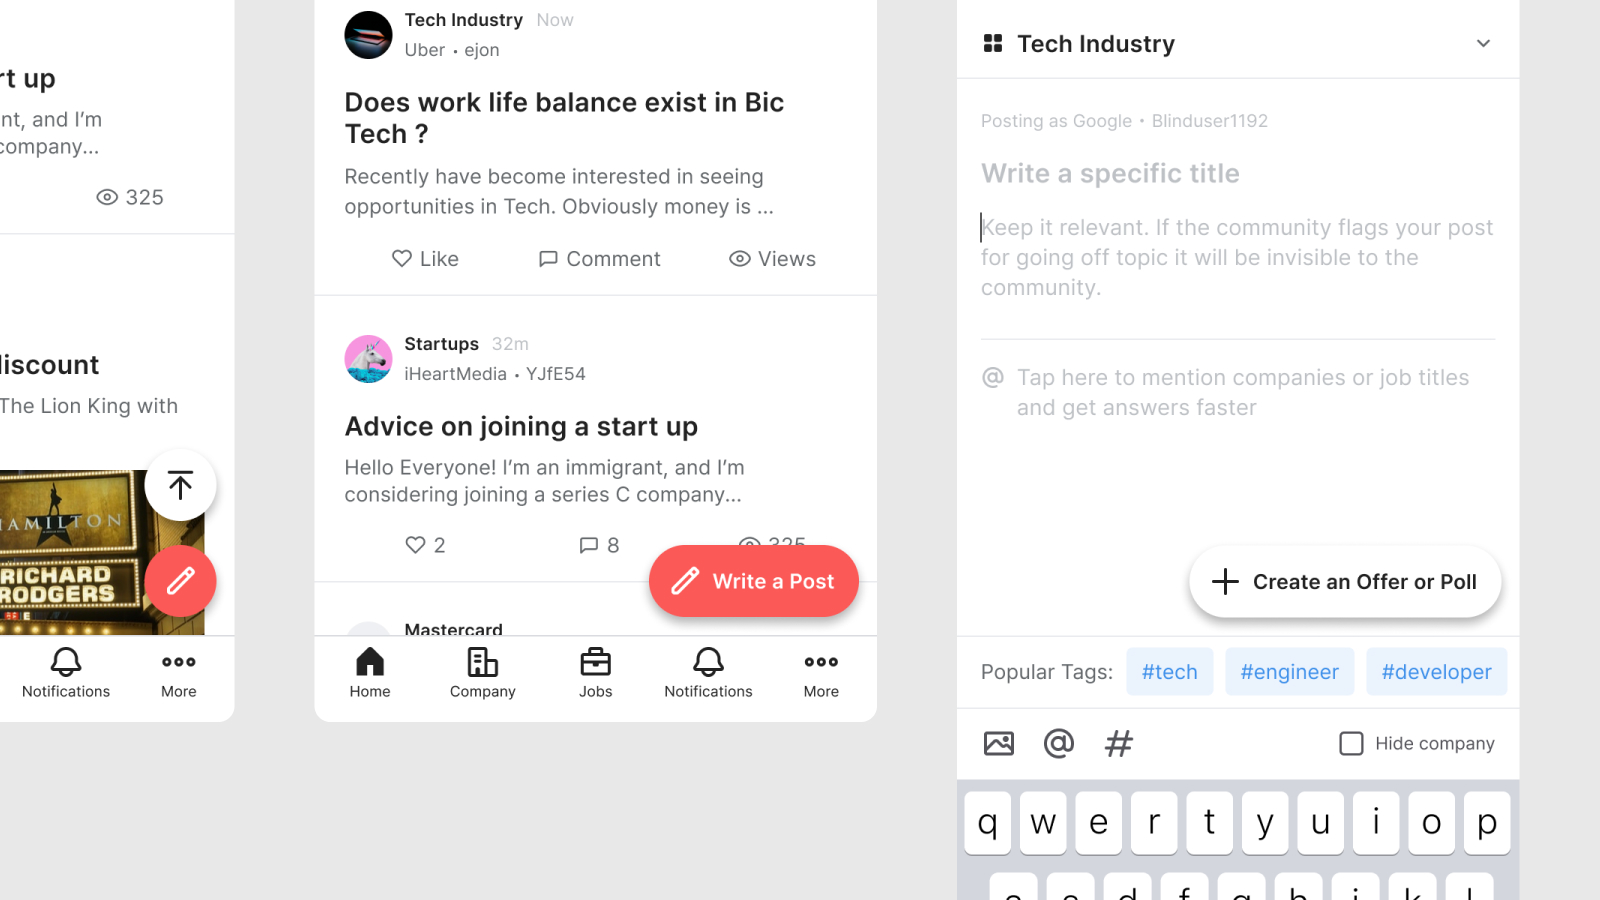 rt up
nt, and I’m
company...
325
discount
The Lion King with
HAMILTON
RICHARD
RODGERS
Notifications
More
Tech Industry Now
Uber • ejon
Does work life balance exist in Bic
Tech ?
Recently have become interested in seeing
opportunities in Tech. Obviously money is ...
Like Comment Views
Startups 32m
iHeartMedia • YJfE54
Advice on joining a start up
Hello Everyone! I’m an immigrant, and I’m
considering joining a series C company...
2 8 325
Write a Post
Mastercard
Home Company Jobs Notifications More
Tech Industry
Posting as Google • Blinduser1192
Write a specific title
Keep it relevant. If the community flags your post
for going off topic it will be invisible to the
community.
@ Tap here to mention companies or job titles
and get answers faster
Create an Offer or Poll
Popular Tags: #tech #engineer #developer
@ # Hide company
q w e r t y u i o p
a s d f g h j k l